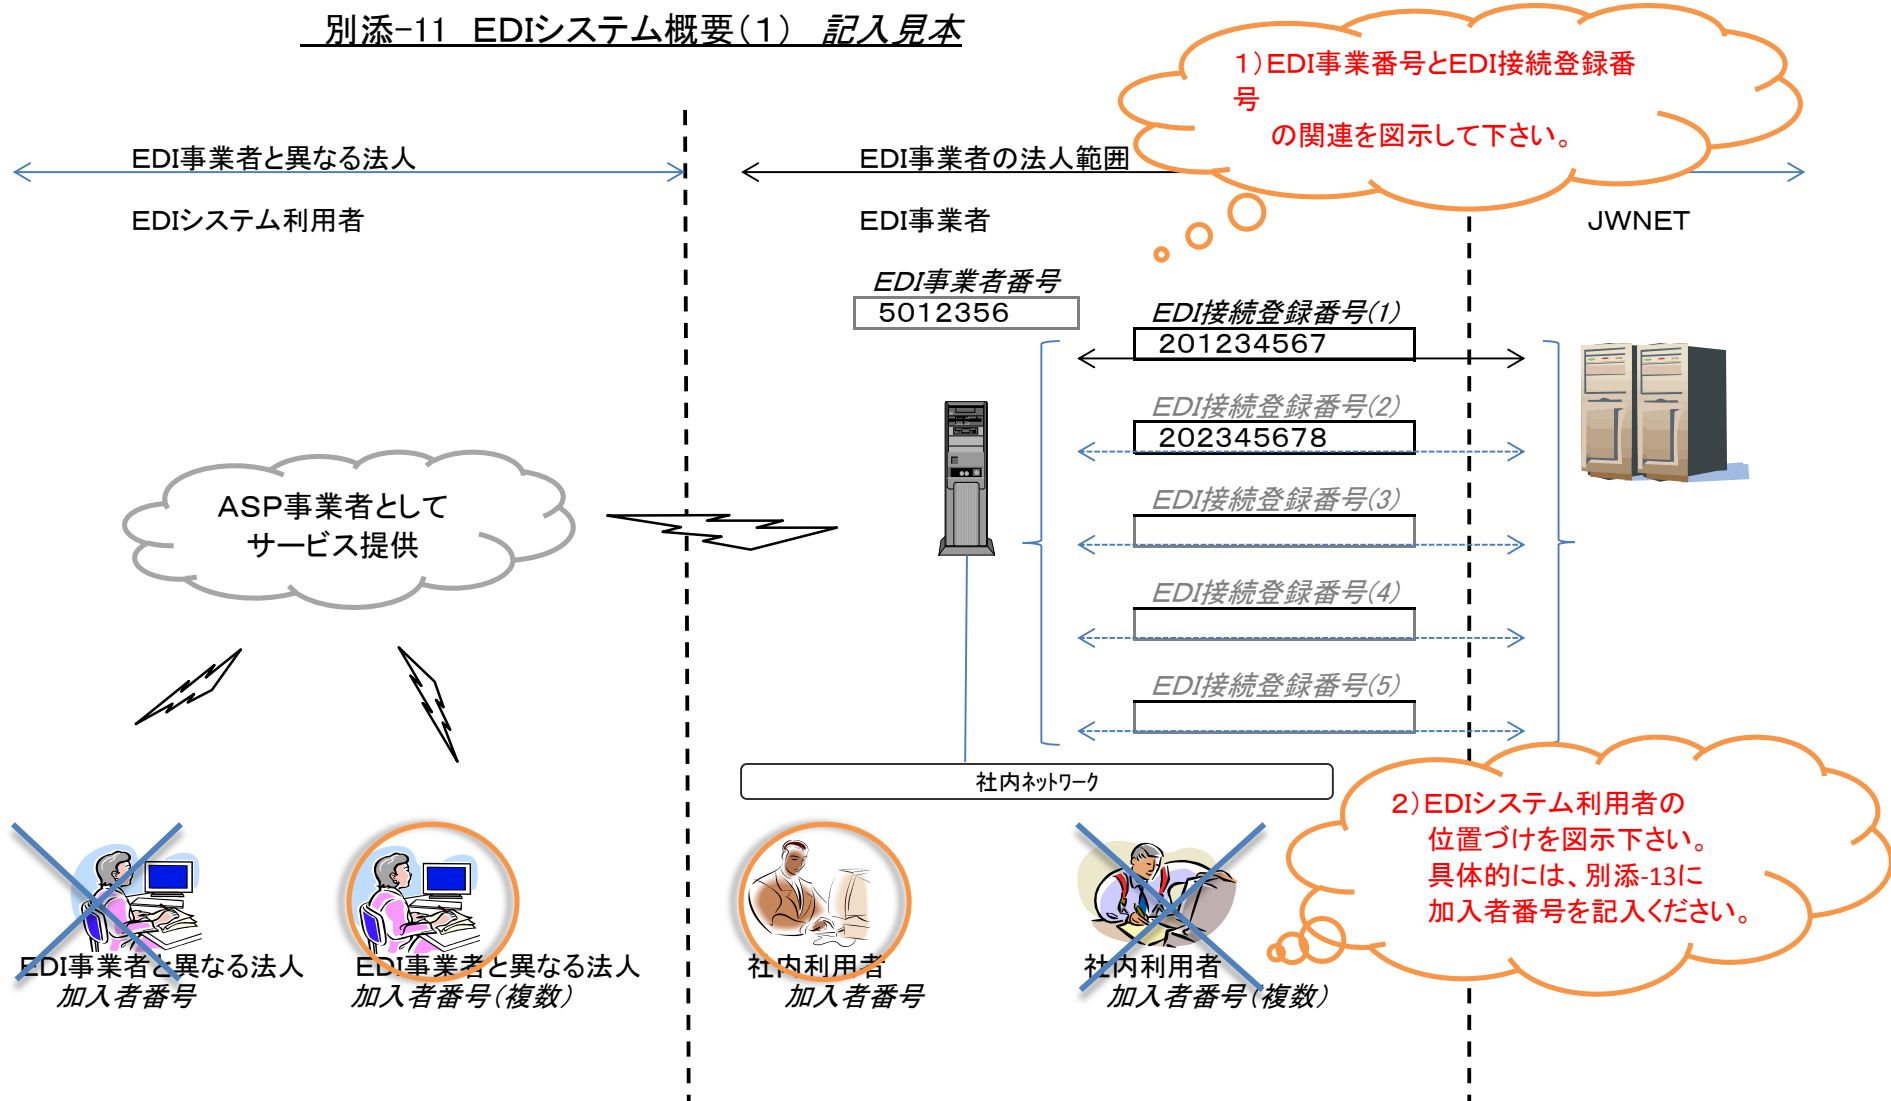 別添-11　EDIシステム概要(1)　記入見本
1)EDI事業番号とEDI接続登録番
号
の関連を図示して下さい。
EDI事業者と異なる法人
EDI事業者の法人範囲
EDIシステム利用者
EDI事業者
JWNET
EDI事業者番号
5012356
EDI接続登録番号(1)
201234567
EDI接続登録番号(2)
202345678
EDI接続登録番号(3)
EDI接続登録番号(4)
EDI接続登録番号(5)
ASP事業者として
サービス提供
社内ネットワーク
2)EDIシステム利用者の
位置づけを図示下さい。
具体的には、別添-13に
加入者番号を記入ください。
EDI事業者と異なる法人
加入者番号
EDI事業者と異なる法人
加入者番号(複数)
社内利用者
加入者番号
社内利用者
加入者番号(複数)